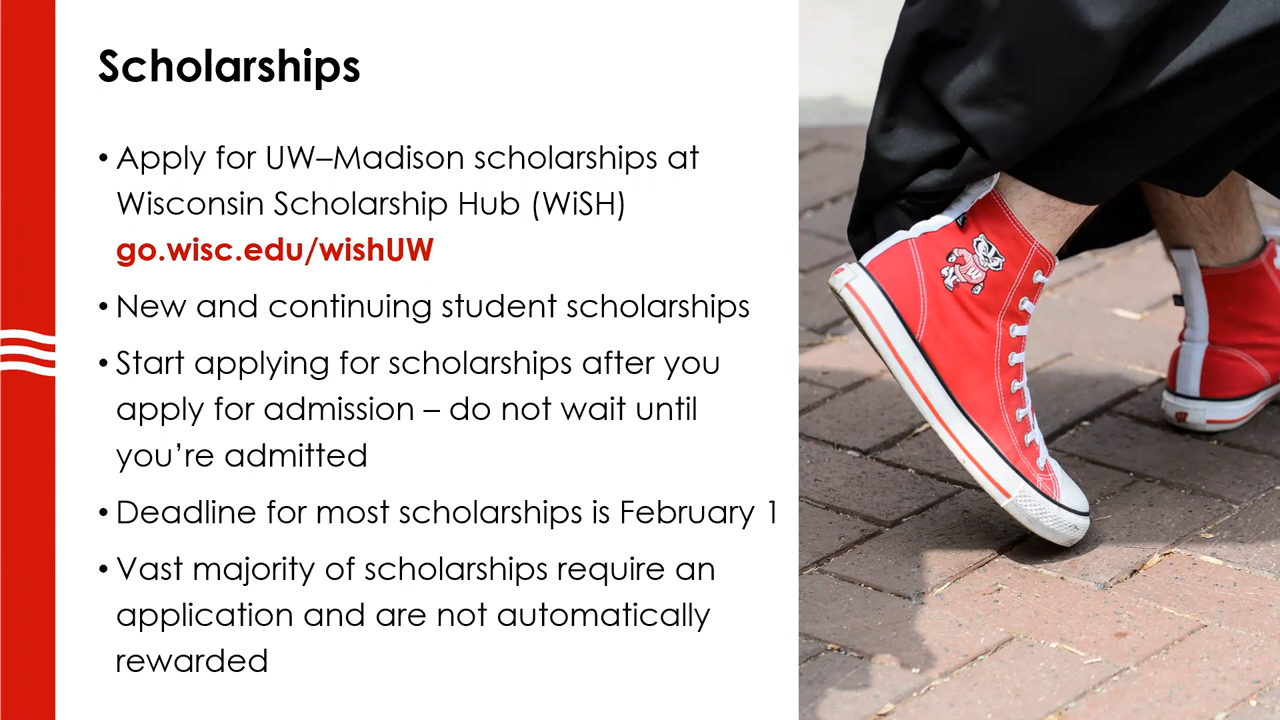 Scholarships
• Apply for UW–Madison scholarships at
Wisconsin Scholarship Hub (WiSH)
go.wisc.edu/wishUW
• New and continuing student scholarships
• Start applying for scholarships after you
apply for admission – do not wait until
you’re admitted
• Deadline for most scholarships is February 1
• Vast majority of scholarships require an
application and are not automatically
rewarded